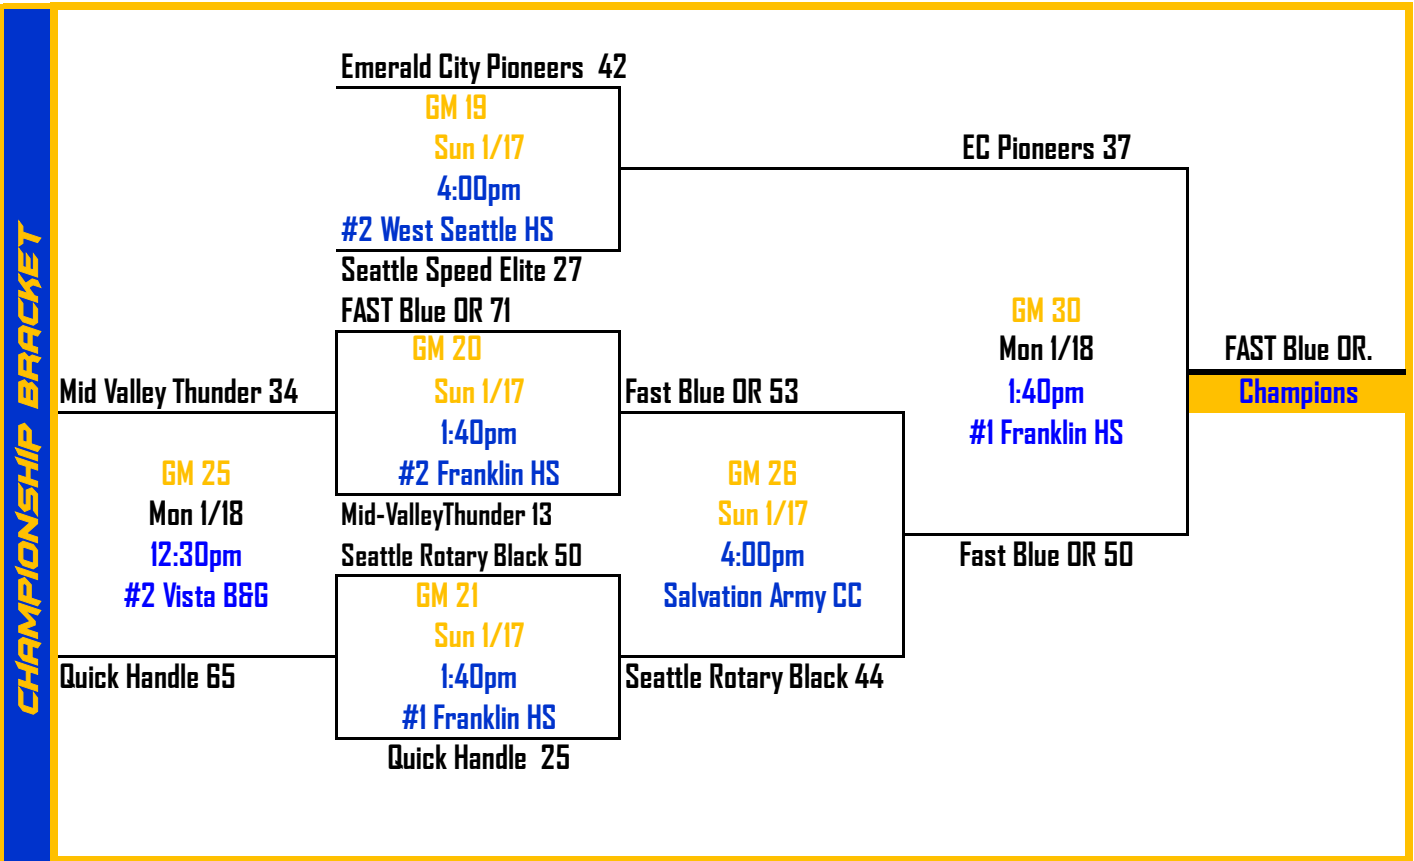 CHAMPIONSHIP BRACKET
Emerald City Pioneers 42
GM 19
Sun 1/17
4:00pm
#2 West Seattle HS
Seattle Speed Elite 27
FAST Blue OR 71
GM 20
Sun 1/17
1:40pm
#2 Franklin HS
Mid-ValleyThunder 13
Seattle Rotary Black 50
GM 21
Sun 1/17
1:40pm
#1 Franklin HS
Quick Handle 25
Mid Valley Thunder 34
GM 25
Mon 1/18
12:30pm
#2 Vista B&G
Quick Handle 65
Fast Blue OR 53
GM 26
Sun 1/17
4:00pm
Salvation Army CC
Seattle Rotary Black 44
EC Pioneers 37
GM 30
Mon 1/18
1:40pm
#1 Franklin HS
Fast Blue OR 50
FAST Blue OR.
Champions